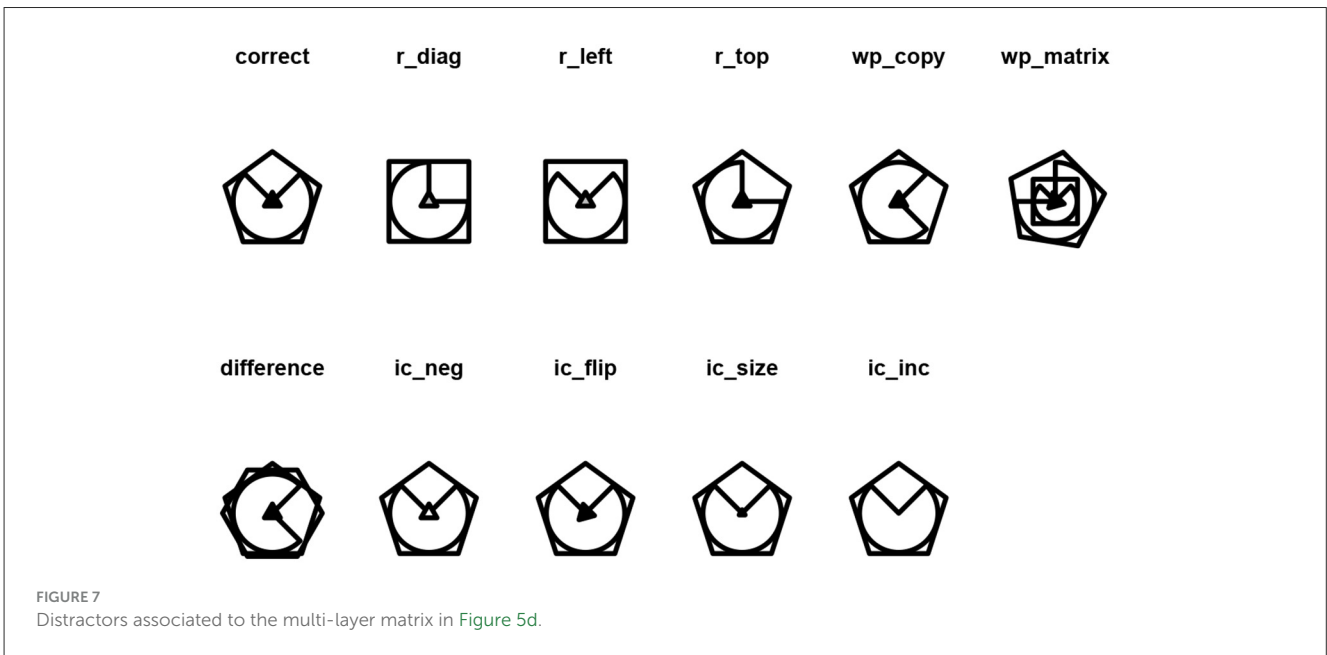 correct r_diag r_left r_top wp_copy wp_matrix
difference ic_neg ic_flip ic_size ic_inc
FIGURE 7
Distractors associated to the multi-layer matrix in Figure 5d.